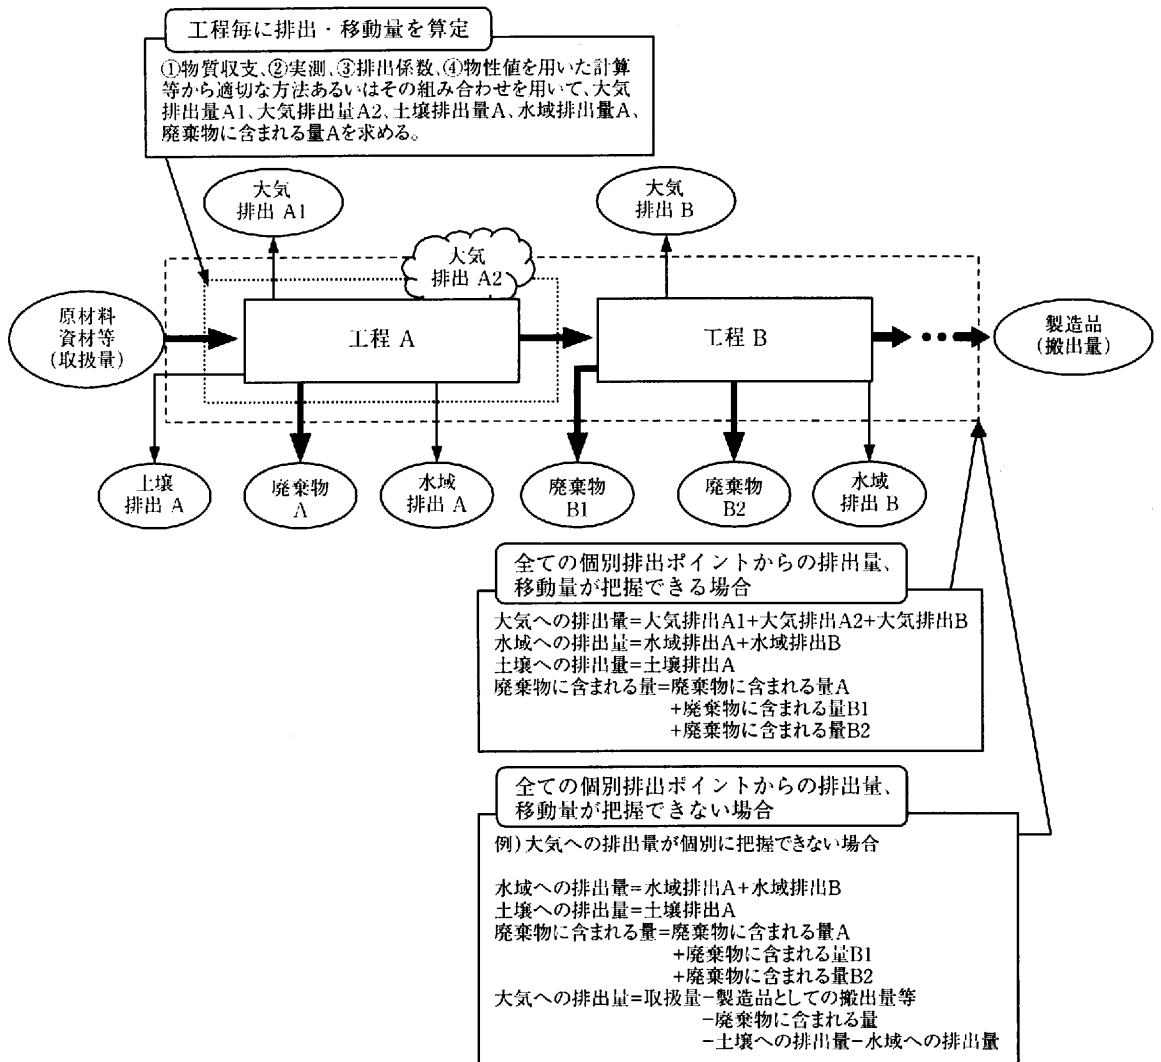 工程毎に排出・移動量を算定
①物質収支、②実測、③排出係数、④物性値を用いた計算
等から適切な方法あるいはその組み合わせを用いて、大気
排出量A1、大気排出量A2、土壌排出量A、水域排出量A、
廃棄物に含まれる量Aを求める。
大気
排出 A1
大気
排出 B
大気
排出 A2
原材料
資材等
(取扱量)
工程 A
工程 B
製造品
(搬出量)
土壌
排出 A
廃棄物
A
水域
排出 A
廃棄物
B1
廃棄物
B2
水域
排出 B
全ての個別排出ポイントからの排出量、
移動量が把握できる場合
大気への排出量=大気排出A1+大気排出A2+大気排出B
水域への排出量=水域排出A+水域排出B
土壌への排出量=土壌排出A
廃棄物に含まれる量=廃棄物に含まれる量A
+廃棄物に含まれる量B1
+廃棄物に含まれる量B2
全ての個別排出ポイントからの排出量、
移動量が把握できない場合
例)大気への排出量が個別に把握できない場合
水域への排出量=水域排出A+水域排出B
土壌への排出量=土壌排出A
廃棄物に含まれる量=廃棄物に含まれる量A
+廃棄物に含まれる量B1
+廃棄物に含まれる量B2
大気への排出量=取扱量-製造品としての搬出量等
-廃棄物に含まれる量
-土壌への排出量-水域への排出量